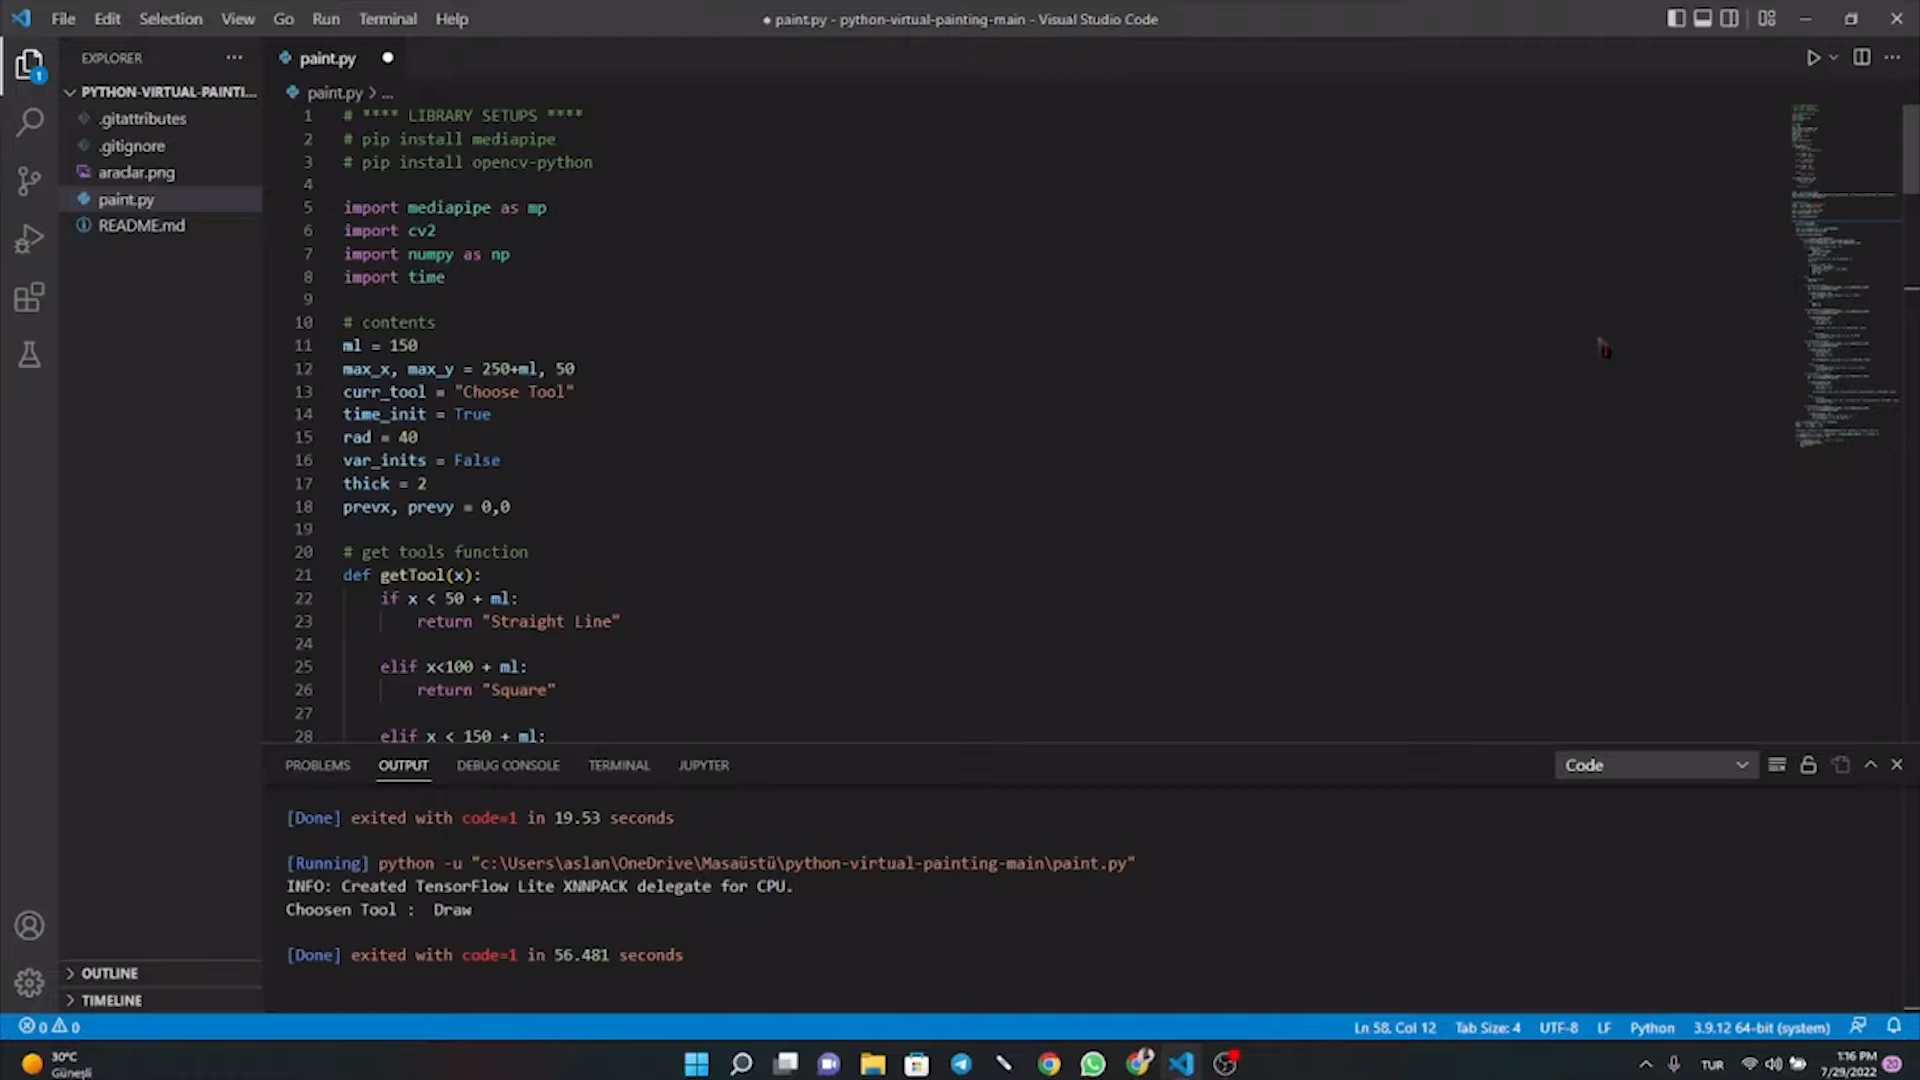 File Edit Selection View Go Run Terminal Help
● paint.py - python-virtual-painting-main - Visual Studio Code
EXPLORER
PYTHON-VIRTUAL-PAINTI...
.gitattributes
.gitignore
araclar.png
paint.py
README.md
OUTLINE
TIMELINE
1
paint.py ●
paint.py > ...
1 # **** LIBRARY SETUPS ****
2 # pip install mediapipe
3 # pip install opencv-python
4
5 import mediapipe as mp
6 import cv2
7 import numpy as np
8 import time
9
10 # contents
11 ml = 150
12 max_x, max_y = 250+ml, 50
13 curr_tool = "Choose Tool"
14 time_init = True
15 rad = 40
16 var_inits = False
17 thick = 2
18 prevx, prevy = 0,0
19
20 # get tools function
21 def getTool(x):
22 if x < 50 + ml:
23 return "Straight Line"
24
25 elif x<100 + ml:
26 return "Square"
27
28 elif x < 150 + ml:
PROBLEMS OUTPUT DEBUG CONSOLE TERMINAL JUPYTER
Code
[Done] exited with code=1 in 19.53 seconds
[Running] python -u "c:\Users\aslan\OneDrive\Masaüstü\python-virtual-painting-main\paint.py"
INFO: Created TensorFlow Lite XNNPACK delegate for CPU.
Choosen Tool :  Draw
[Done] exited with code=1 in 56.481 seconds
0 0
Ln 58, Col 12 Tab Size: 4 UTF-8 LF Python 3.9.12 64-bit (system)
30°C
Güneşli
TUR
1:16 PM
7/29/2022
20